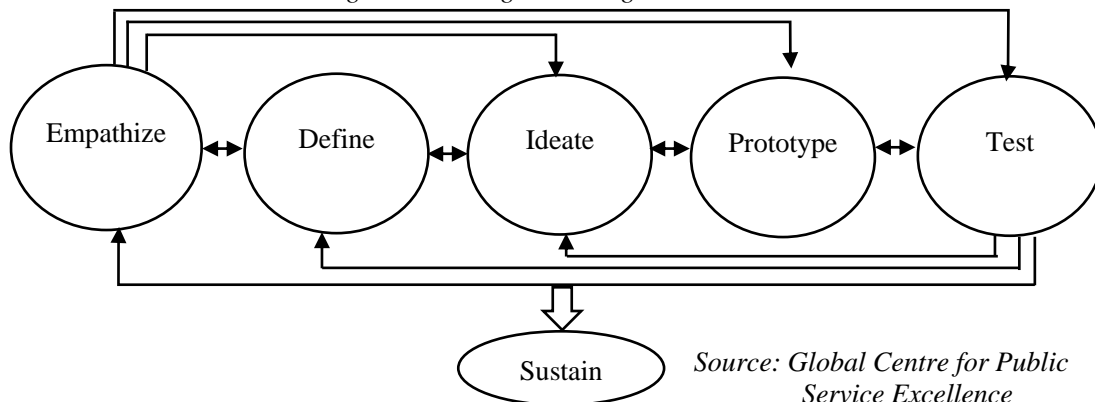 Empathize
Define
Ideate
Prototype
Test
Sustain
Source: Global Centre for Public
Service Excellence